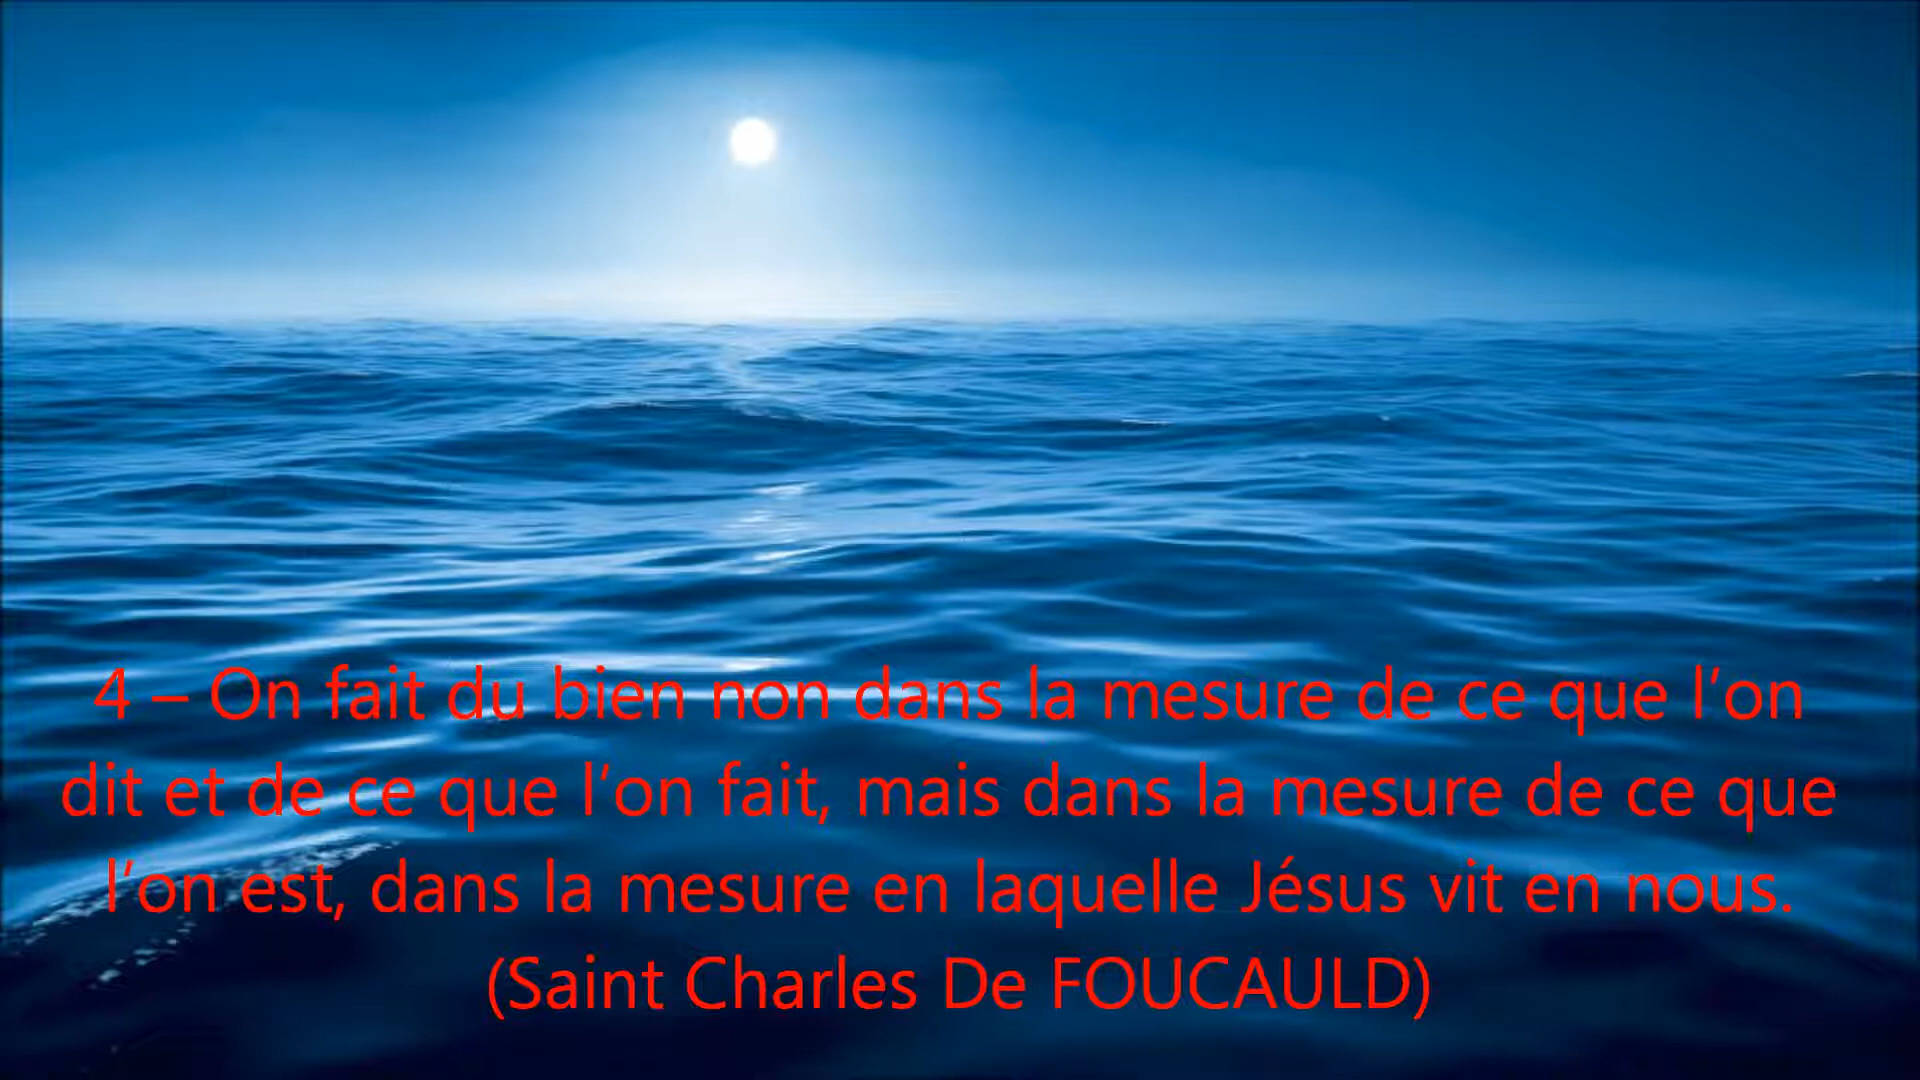 4 – On fait du bien non dans la mesure de ce que l’on
dit et de ce que l’on fait, mais dans la mesure de ce que
l’on est, dans la mesure en laquelle Jésus vit en nous.
(Saint Charles De FOUCAULD)